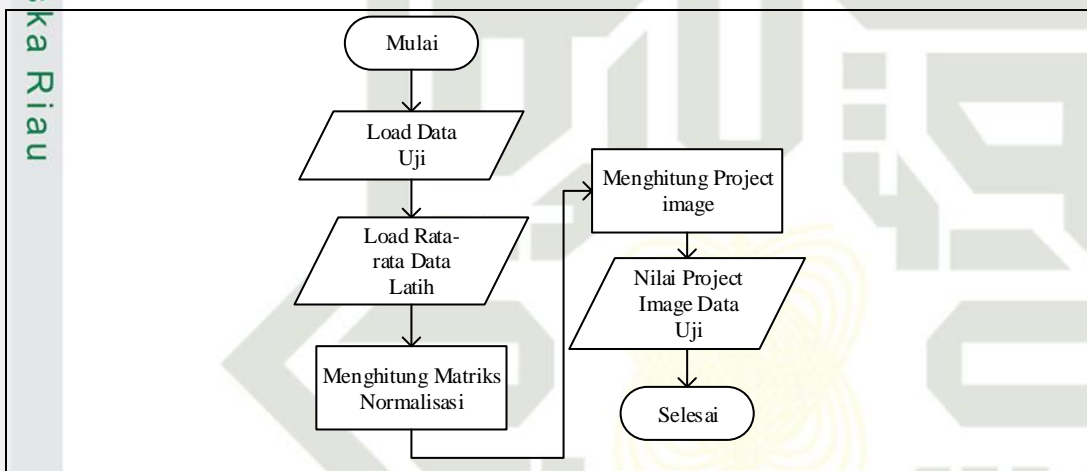 ska Riau
Mulai
Load Data
Uji
Load Rata-
rata Data
Latih
Menghitung Matriks
Normalisasi
Menghitung Project
image
Nilai Project
Image Data
Uji
Selesai